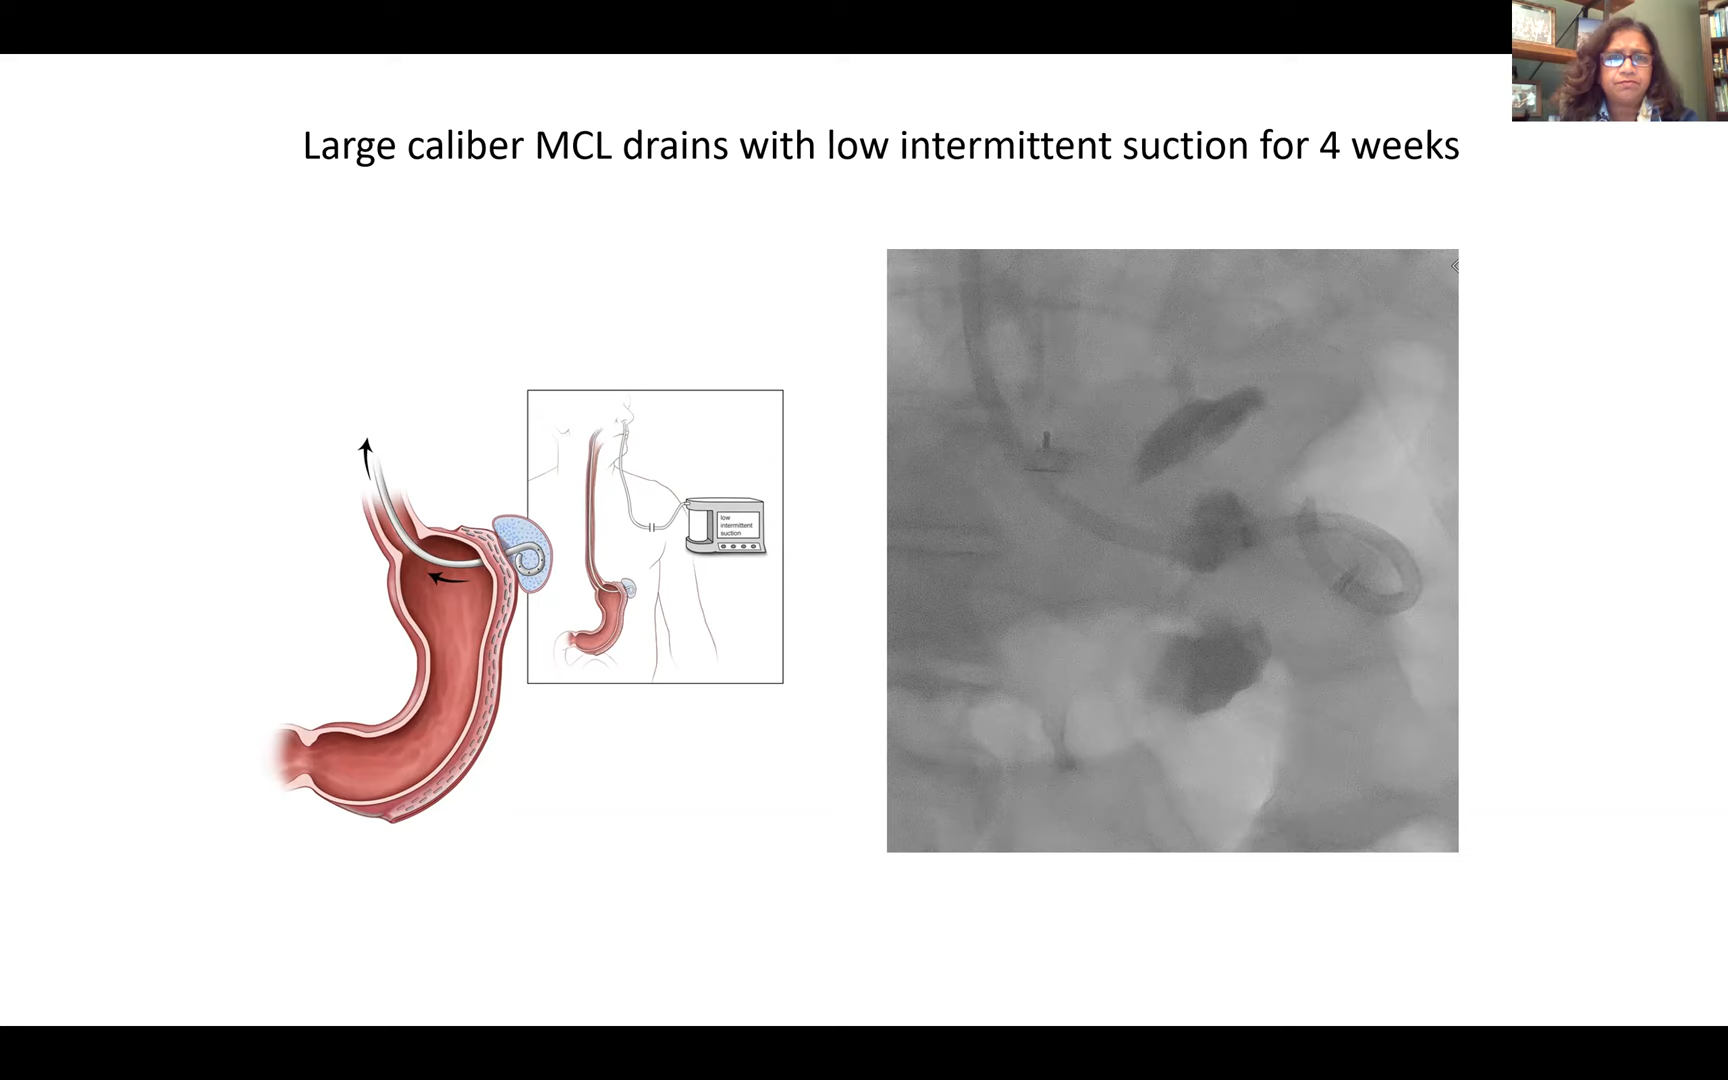 Large caliber MCL drains with low intermittent suction for 4 weeks
low
intermittent
suction